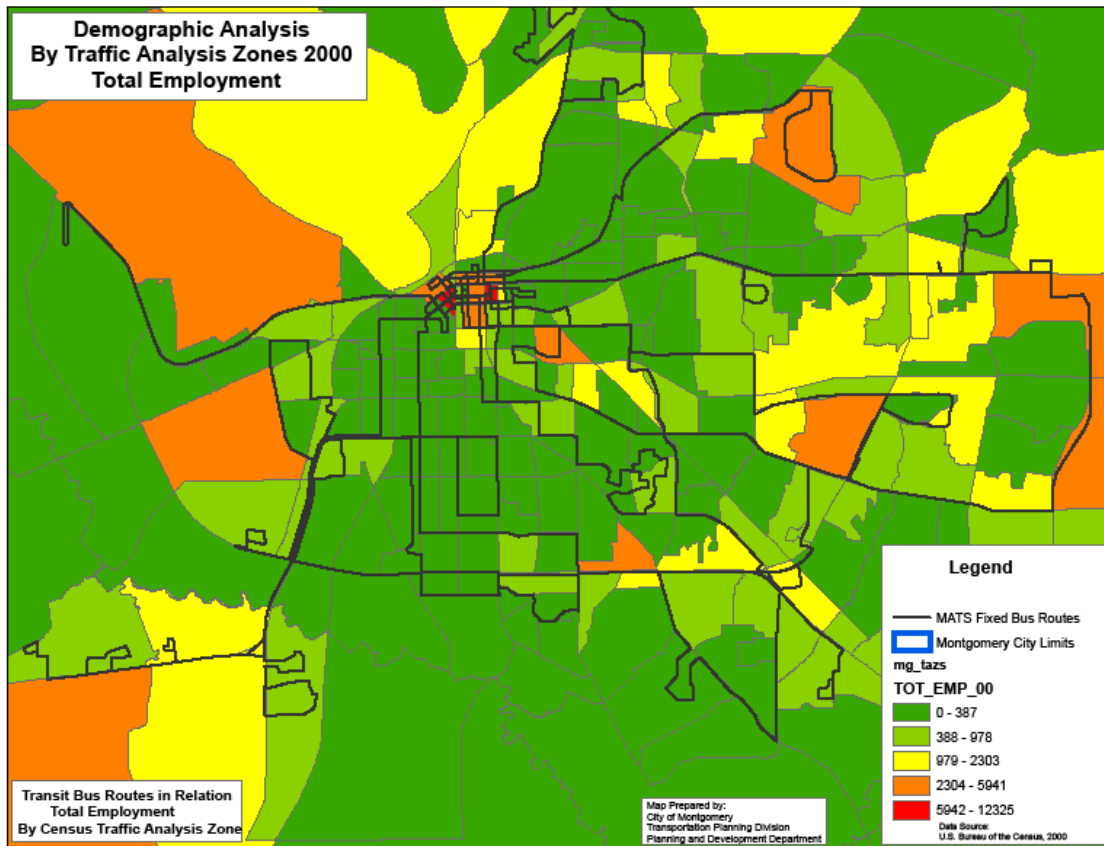 Demographic Analysis
By Traffic Analysis Zones 2000
Total Employment
Legend
MATS Fixed Bus Routes
Montgomery City Limits
mg_tazs
TOT_EMP_00
0 - 387
388 - 978
979 - 2303
2304 - 5941
5942 - 12325
Data Source:
U.S. Bureau of the Census, 2000
Transit Bus Routes in Relation
Total Employment
By Census Traffic Analysis Zone
Map Prepared by:
City of Montgomery
Transportation Planning Division
Planning and Development Department